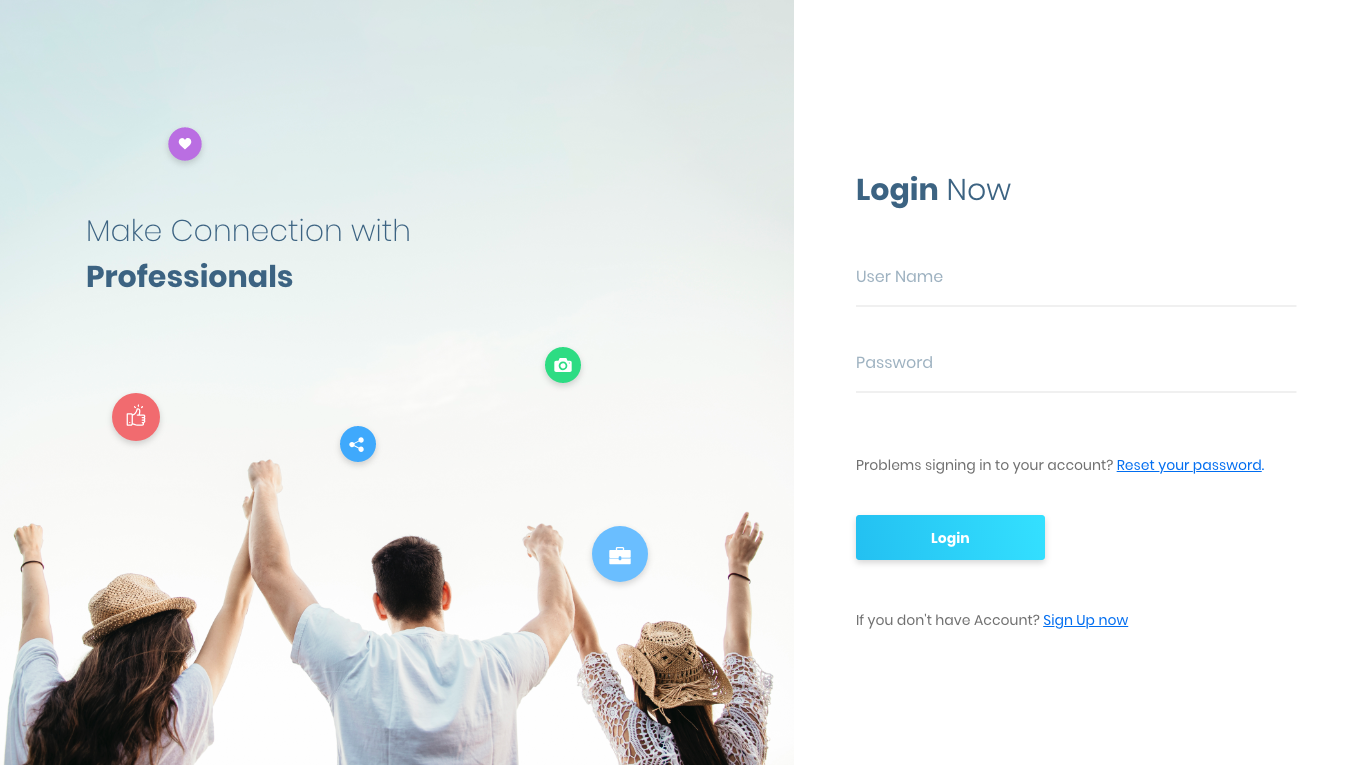 Make Connection with
Professionals
Login Now
User Name
Password
Problems signing in to your account? Reset your password.
Login
If you don't have Account? Sign Up now